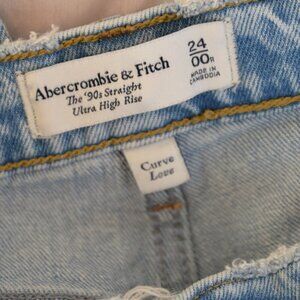 Abercrombie & Fitch
The '90s Straight
Ultra High Rise
24
00R
MADE IN
CAMBODIA
Curve
Love